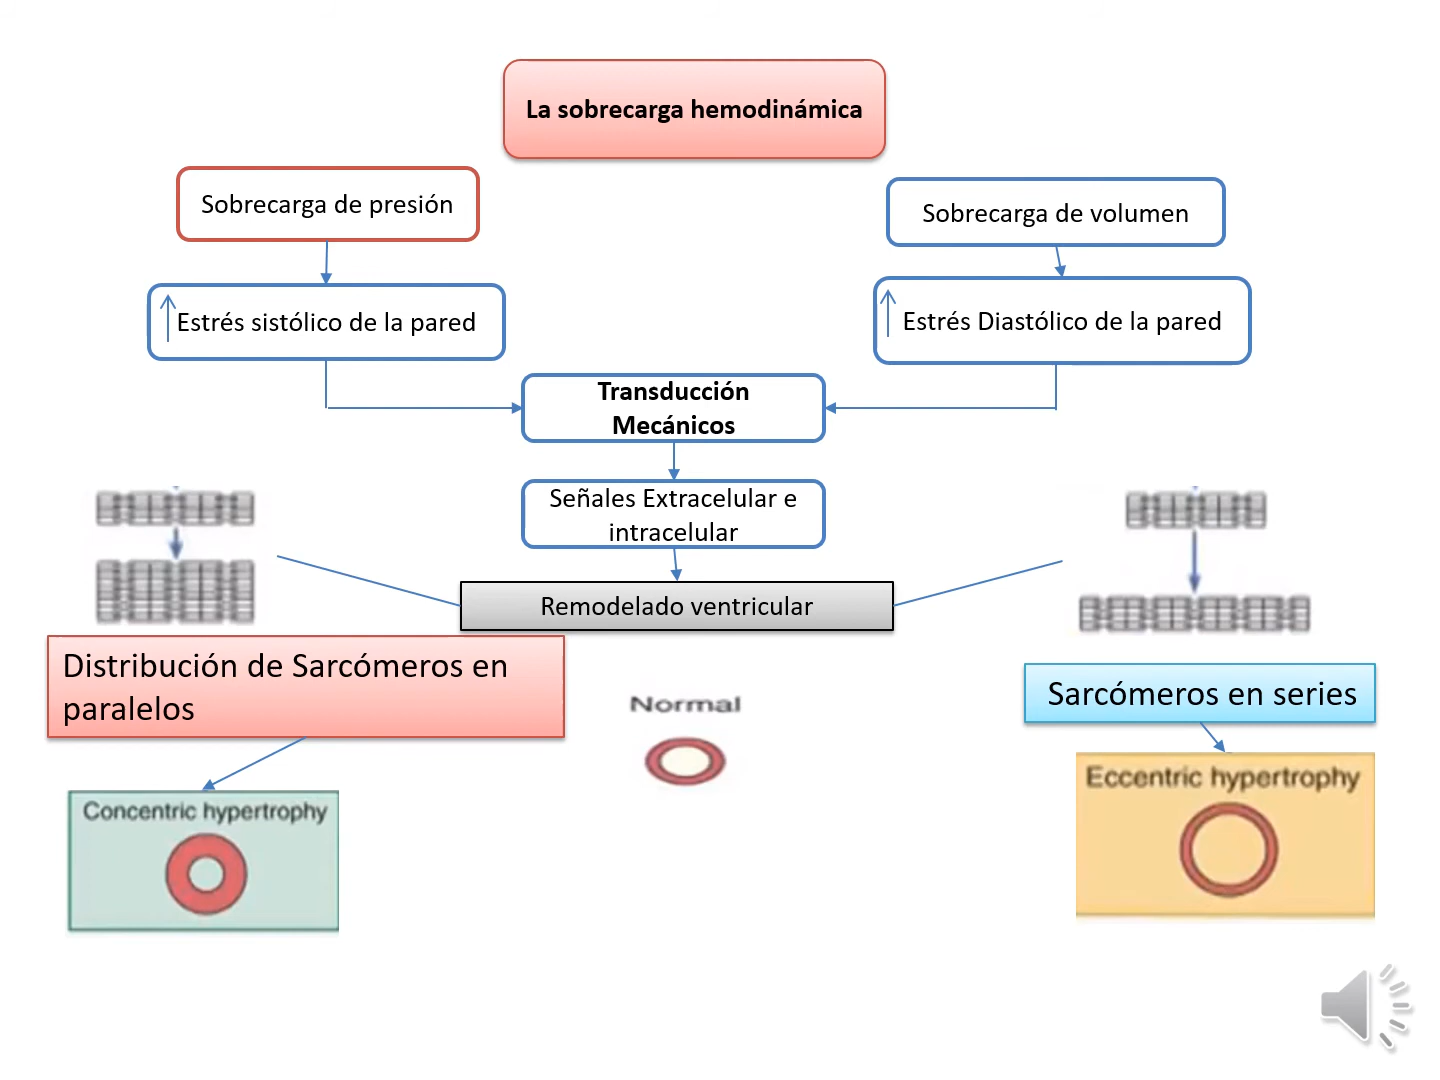 La sobrecarga hemodinámica
Sobrecarga de presión
Sobrecarga de volumen
Estrés sistólico de la pared
Estrés Diastólico de la pared
Transducción
Mecánicos
Señales Extracelular e
intracelular
Remodelado ventricular
Distribución de Sarcómeros en
paralelos
Sarcómeros en series
Normal
Concentric hypertrophy
Eccentric hypertrophy